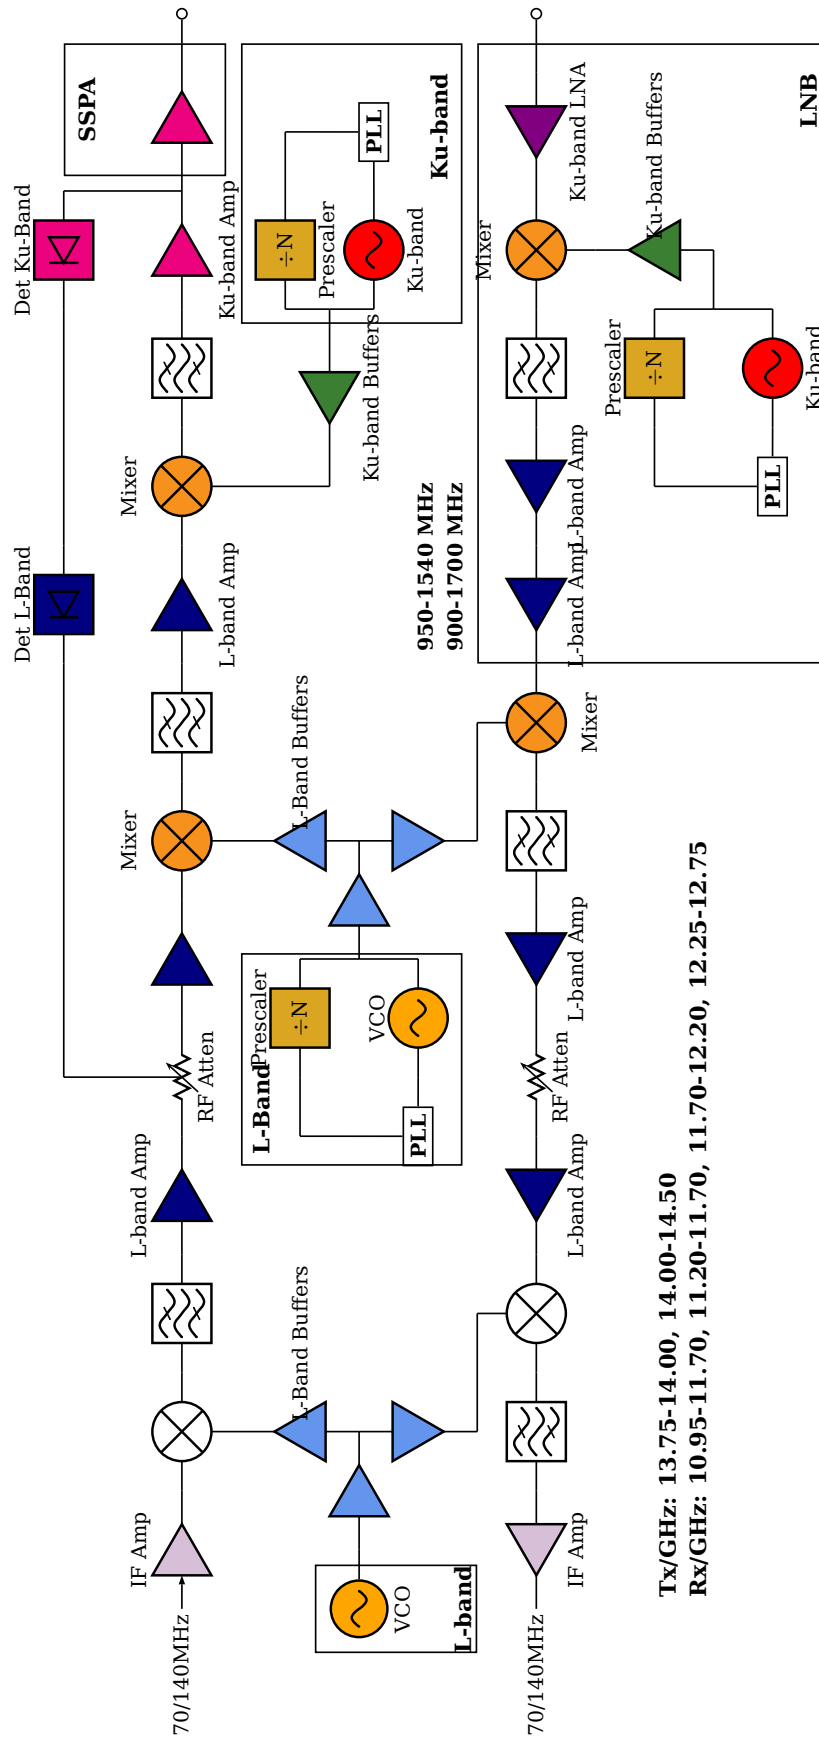 SSPA
Det Ku-Band
Ku-band Amp
Ku-band
PLL
÷N
Prescaler
Ku-band
Ku-band Buffers
Mixer
LNB
Ku-band LNA
Ku-band Buffers
Mixer
÷N
Prescaler
Ku-band
PLL
L-band Amp
L-band Amp
950-1540 MHz
900-1700 MHz
Det L-Band
L-band Amp
Mixer
L-Band Buffers
Mixer
÷N
Prescaler
VCO
L-Band
PLL
RF Atten
L-band Amp
L-band Amp
RF Atten
L-band Amp
L-Band Buffers
IF Amp
70/140MHz
VCO
L-band
IF Amp
70/140MHz
Tx/GHz: 13.75-14.00, 14.00-14.50
Rx/GHz: 10.95-11.70, 11.20-11.70, 11.70-12.20, 12.25-12.75